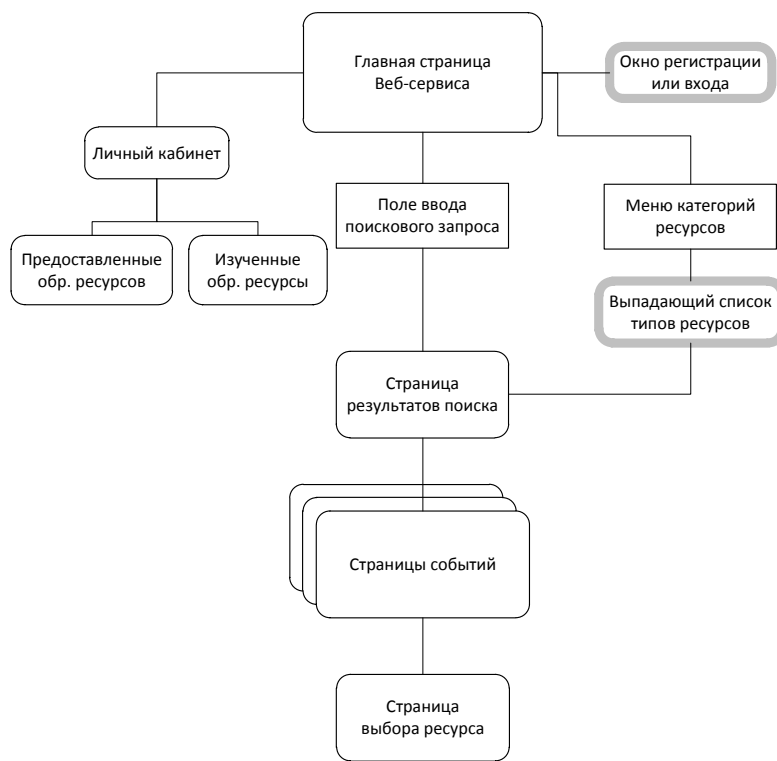 Главная страница
Веб-сервиса
Окно регистрации
или входа
Личный кабинет
Поле ввода
поискового запроса
Меню категорий
ресурсов
Предоставленные
обр. ресурсов
Изученные
обр. ресурсы
Выпадающий список
типов ресурсов
Страница
результатов поиска
Страницы событий
Страница
выбора ресурса